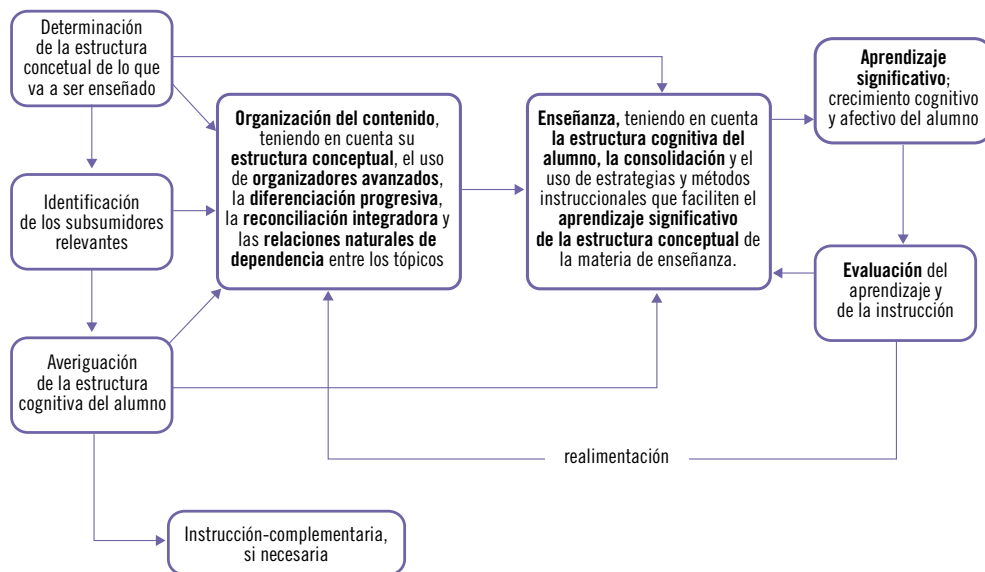 Determinación
de la estructura
concetual de lo que
va a ser enseñado
Identificación
de los subsumidores
relevantes
Averiguación
de la estructura
cognitiva del alumno
Organización del contenido,
teniendo en cuenta su
estructura conceptual, el uso
de organizadores avanzados,
la diferenciación progresiva,
la reconciliación integradora y
las relaciones naturales de
dependencia entre los tópicos
Enseñanza, teniendo en cuenta
la estructura cognitiva del
alumno, la consolidación y el
uso de estrategias y métodos
instruccionales que faciliten el
aprendizaje significativo
de la estructura conceptual de
la materia de enseñanza.
Aprendizaje
significativo;
crecimiento cognitivo
y afectivo del alumno
Evaluación del
aprendizaje y
de la instrucción
realimentación
Instrucción-complementaria,
si necesaria